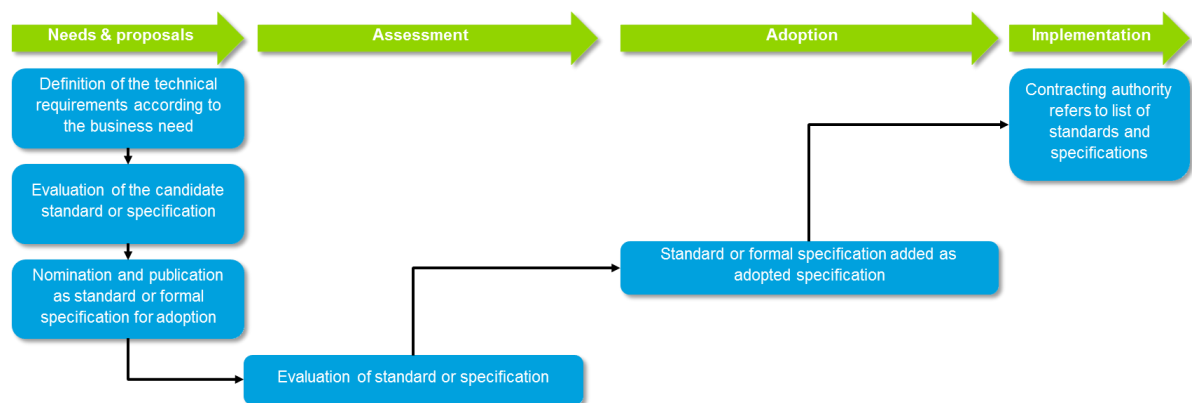 Needs & proposals
Assessment
Adoption
Implementation
Definition of the technical
requirements according to
the business need
Evaluation of the candidate
standard or specification
Nomination and publication
as standard or formal
specification for adoption
Evaluation of standard or specification
Standard or formal specification added as
adopted specification
Contracting authority
refers to list of
standards and
specifications